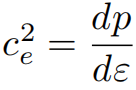 c_e^2 = \frac{dp}{d\varepsilon}